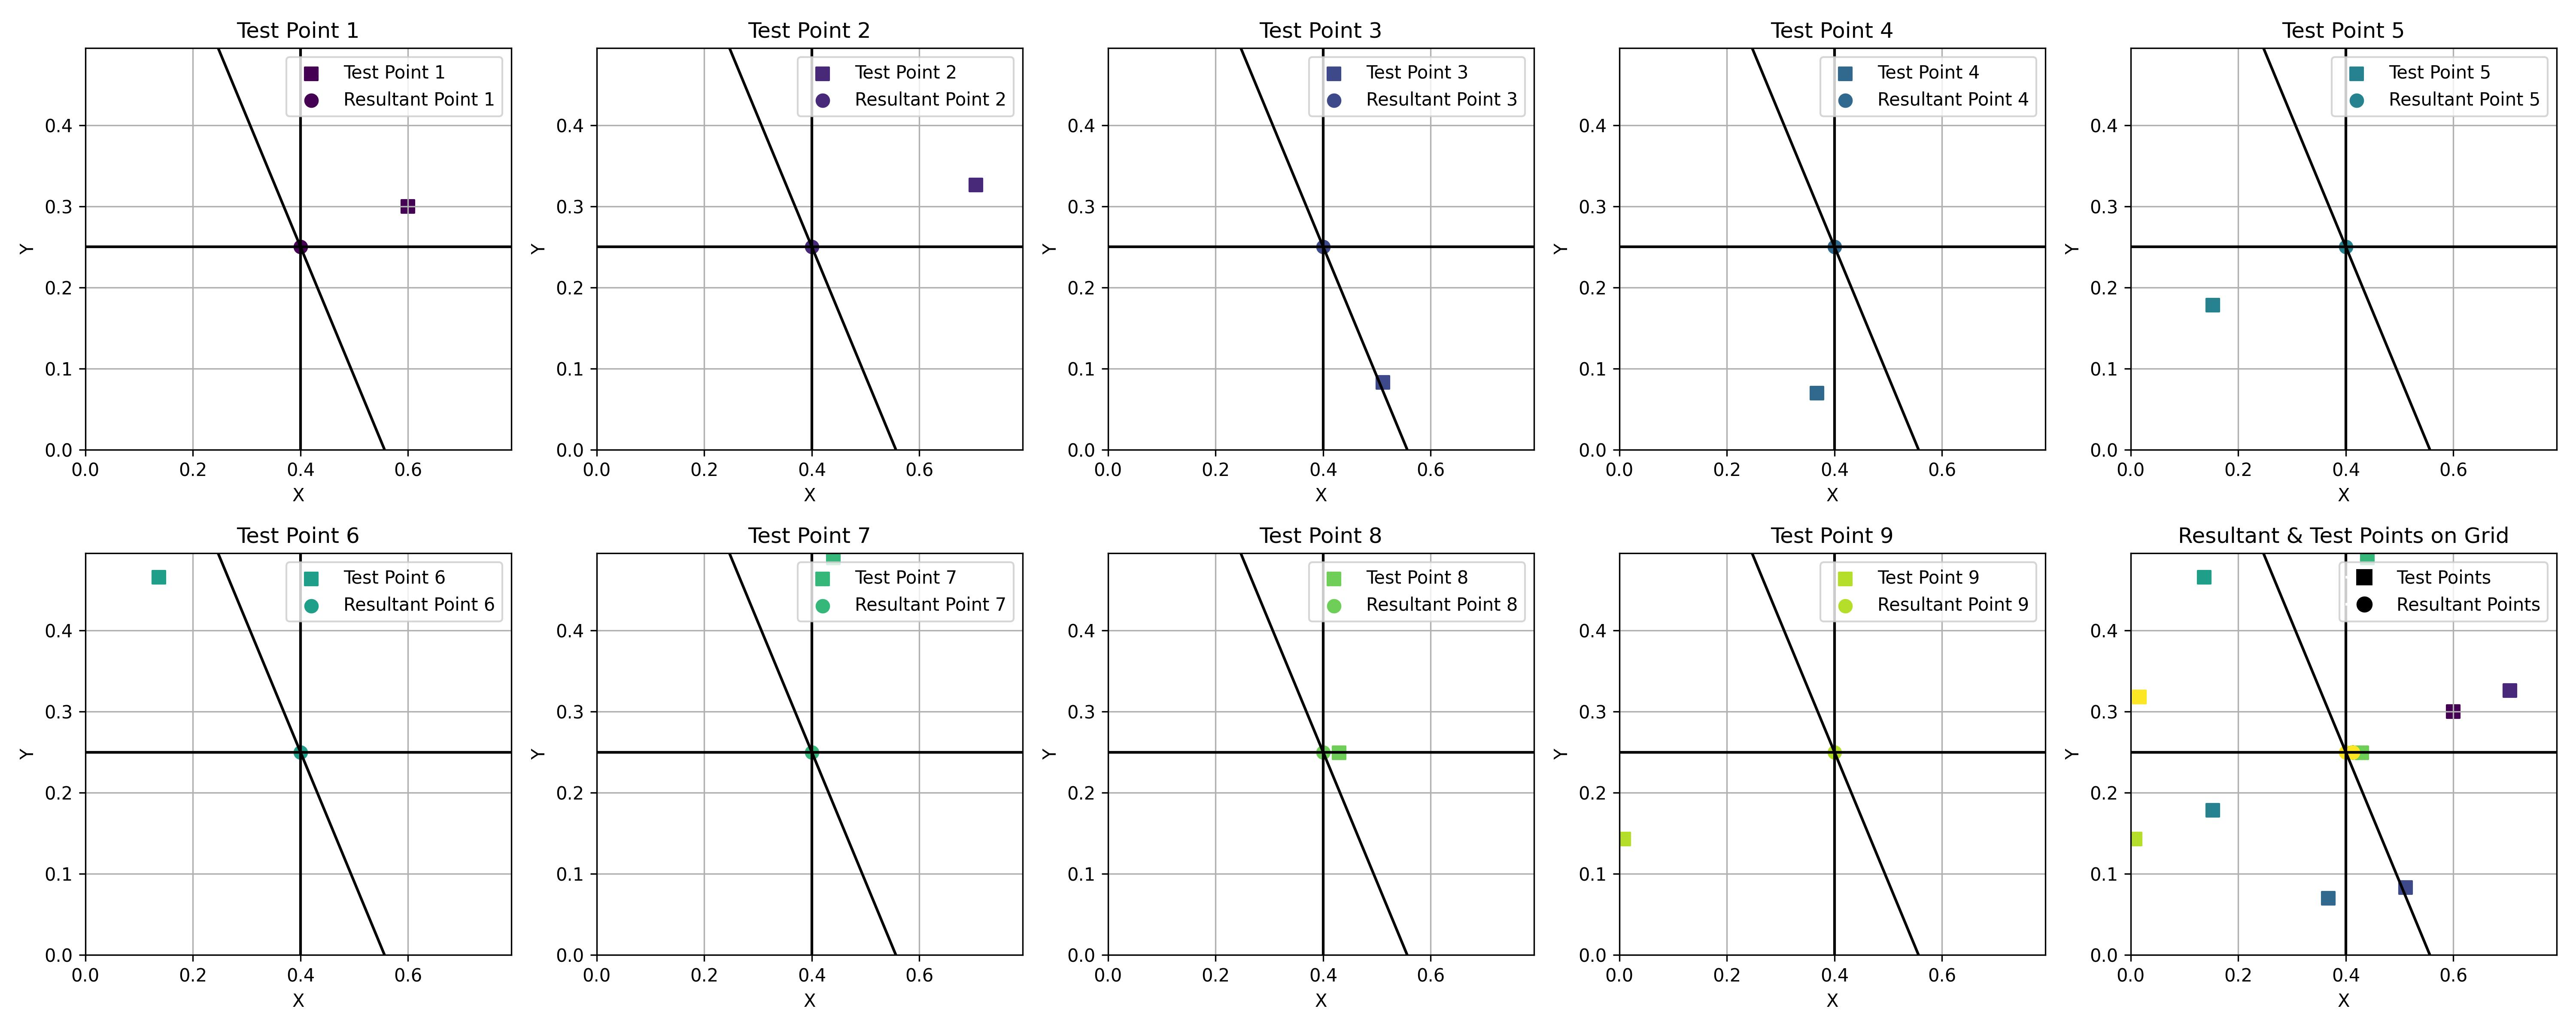 Test Point 1
Test Point 1
Resultant Point 1
0.4
0.3
0.2
0.1
0.0
Y
0.0 0.2 0.4 0.6
X
Test Point 2
Test Point 2
Resultant Point 2
0.4
0.3
0.2
0.1
0.0
Y
0.0 0.2 0.4 0.6
X
Test Point 3
Test Point 3
Resultant Point 3
0.4
0.3
0.2
0.1
0.0
Y
0.0 0.2 0.4 0.6
X
Test Point 4
Test Point 4
Resultant Point 4
0.4
0.3
0.2
0.1
0.0
Y
0.0 0.2 0.4 0.6
X
Test Point 5
Test Point 5
Resultant Point 5
0.4
0.3
0.2
0.1
0.0
Y
0.0 0.2 0.4 0.6
X
Test Point 6
Test Point 6
Resultant Point 6
0.4
0.3
0.2
0.1
0.0
Y
0.0 0.2 0.4 0.6
X
Test Point 7
Test Point 7
Resultant Point 7
0.4
0.3
0.2
0.1
0.0
Y
0.0 0.2 0.4 0.6
X
Test Point 8
Test Point 8
Resultant Point 8
0.4
0.3
0.2
0.1
0.0
Y
0.0 0.2 0.4 0.6
X
Test Point 9
Test Point 9
Resultant Point 9
0.4
0.3
0.2
0.1
0.0
Y
0.0 0.2 0.4 0.6
X
Resultant & Test Points on Grid
Test Points
Resultant Points
0.4
0.3
0.2
0.1
0.0
Y
0.0 0.2 0.4 0.6
X